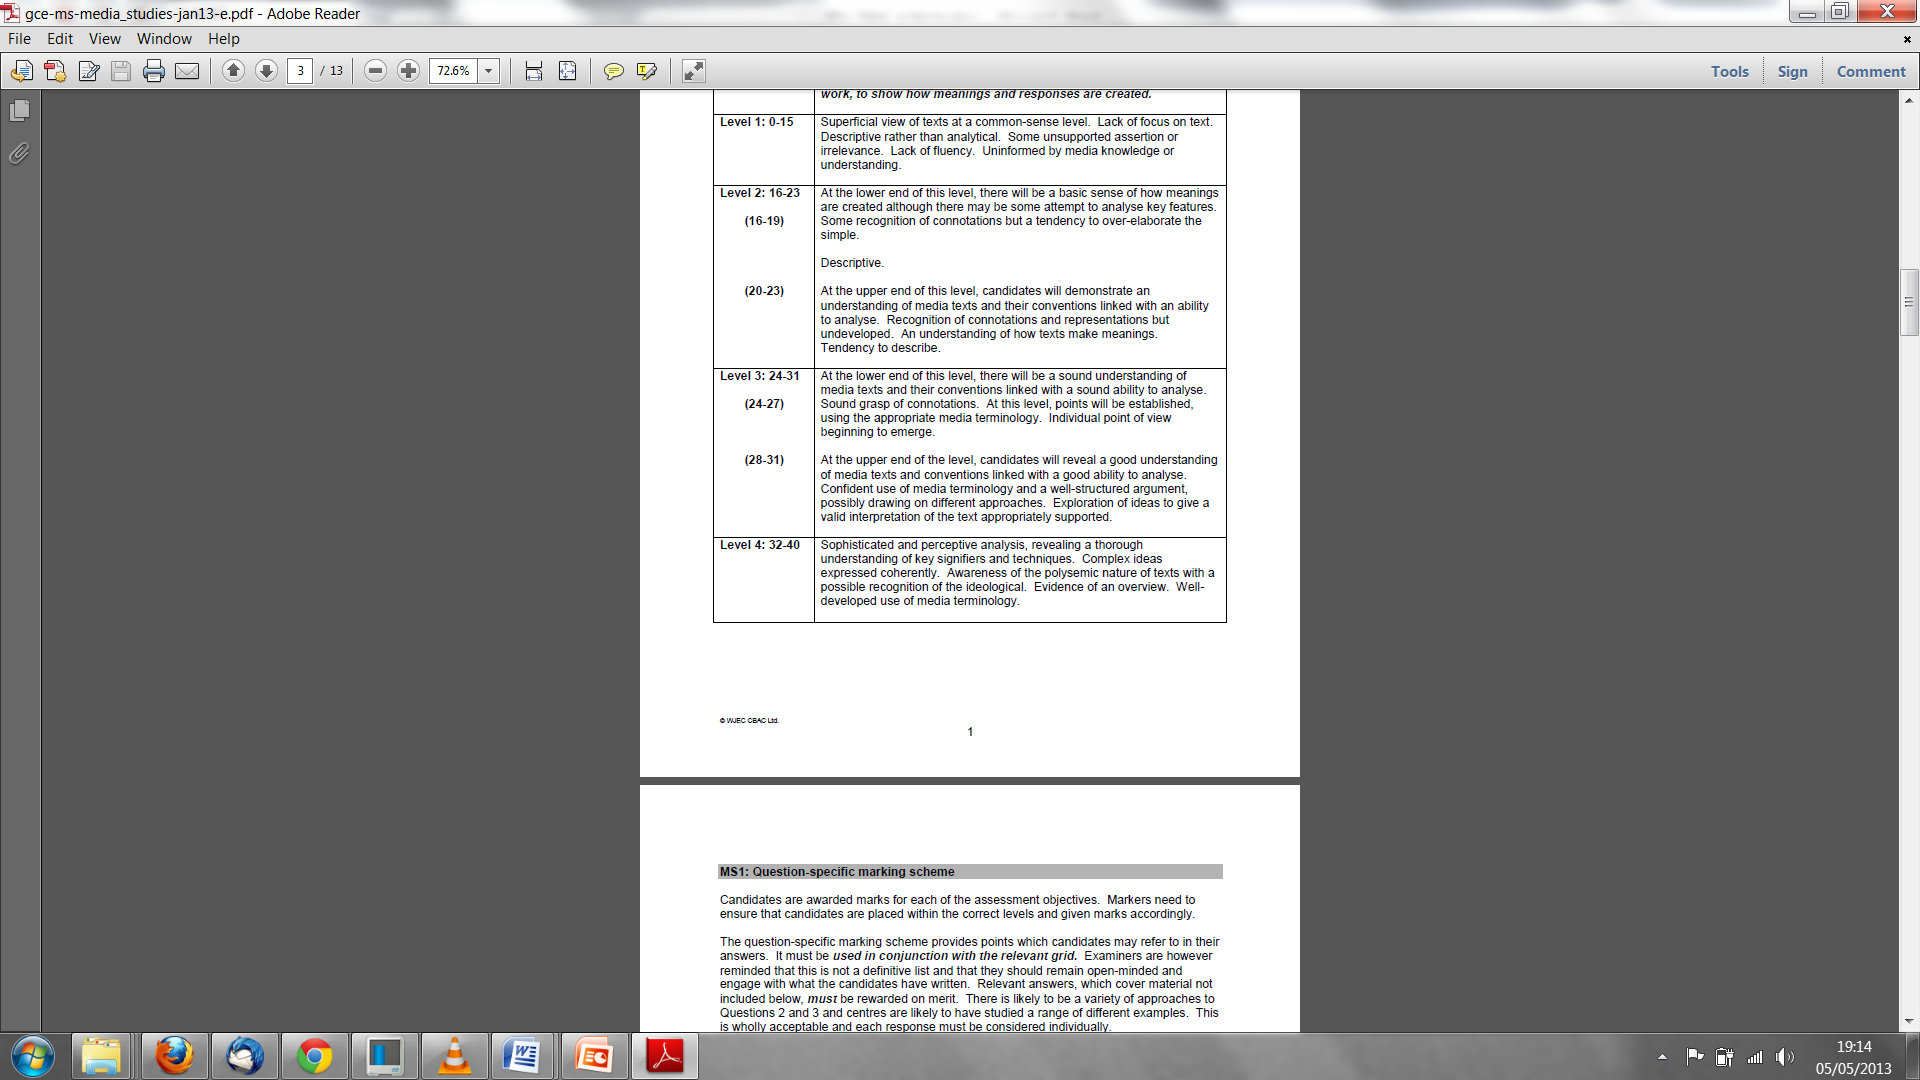 gce-ms-media_studies-jan13-e.pdf - Adobe Reader
File Edit View Window Help
3 / 13 72.6% Tools Sign Comment
work, to show how meanings and responses are created.
Level 1: 0-15 Superficial view of texts at a common-sense level. Lack of focus on text.
Descriptive rather than analytical. Some unsupported assertion or
irrelevance. Lack of fluency. Uninformed by media knowledge or
understanding.
Level 2: 16-23 At the lower end of this level, there will be a basic sense of how meanings
are created although there may be some attempt to analyse key features.
(16-19) Some recognition of connotations but a tendency to over-elaborate the
simple.
Descriptive.
(20-23) At the upper end of this level, candidates will demonstrate an
understanding of media texts and their conventions linked with an ability
to analyse. Recognition of connotations and representations but
undeveloped. An understanding of how texts make meanings.
Tendency to describe.
Level 3: 24-31 At the lower end of this level, there will be a sound understanding of
media texts and their conventions linked with a sound ability to analyse.
(24-27) Sound grasp of connotations. At this level, points will be established,
using the appropriate media terminology. Individual point of view
beginning to emerge.
(28-31) At the upper end of the level, candidates will reveal a good understanding
of media texts and conventions linked with a good ability to analyse.
Confident use of media terminology and a well-structured argument,
possibly drawing on different approaches. Exploration of ideas to give a
valid interpretation of the text appropriately supported.
Level 4: 32-40 Sophisticated and perceptive analysis, revealing a thorough
understanding of key signifiers and techniques. Complex ideas
expressed coherently. Awareness of the polysemic nature of texts with a
possible recognition of the ideological. Evidence of an overview. Well-
developed use of media terminology.
© WJEC CBAC Ltd.
1
MS1: Question-specific marking scheme
Candidates are awarded marks for each of the assessment objectives. Markers need to
ensure that candidates are placed within the correct levels and given marks accordingly.
The question-specific marking scheme provides points which candidates may refer to in their
answers. It must be used in conjunction with the relevant grid. Examiners are however
reminded that this is not a definitive list and that they should remain open-minded and
engage with what the candidates have written. Relevant answers, which cover material not
included below, must be rewarded on merit. There is likely to be a variety of approaches to
Questions 2 and 3 and centres are likely to have studied a range of different examples. This
is wholly acceptable and each response must be considered individually.
19:14
05/05/2013